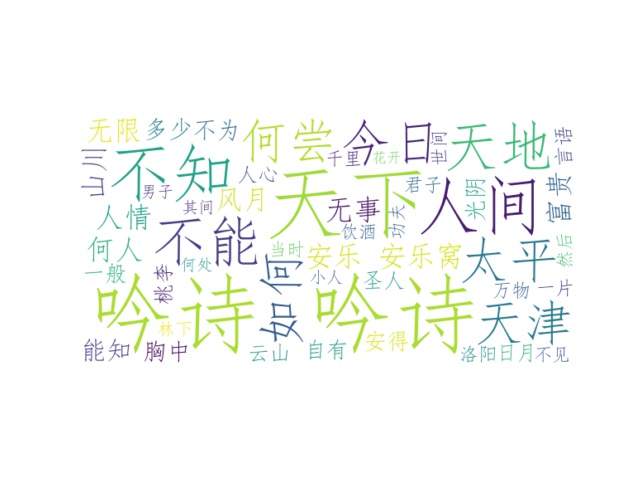 无限
多少
不为
何尝
今日
世间
天地
言语
山川
不知
人心
千里
花开
男子
其间
风月
天下
君子
人间
光阴
富贵
人情
无事
功夫
何人
不能
饮酒
当时
安乐
安乐窝
太平
然后
一般
何处
桃李
如何
小人
圣人
万物
一片
吟诗
吟诗
天津
林下
安得
能知
胸中
云山
自有
洛阳
日月
不见